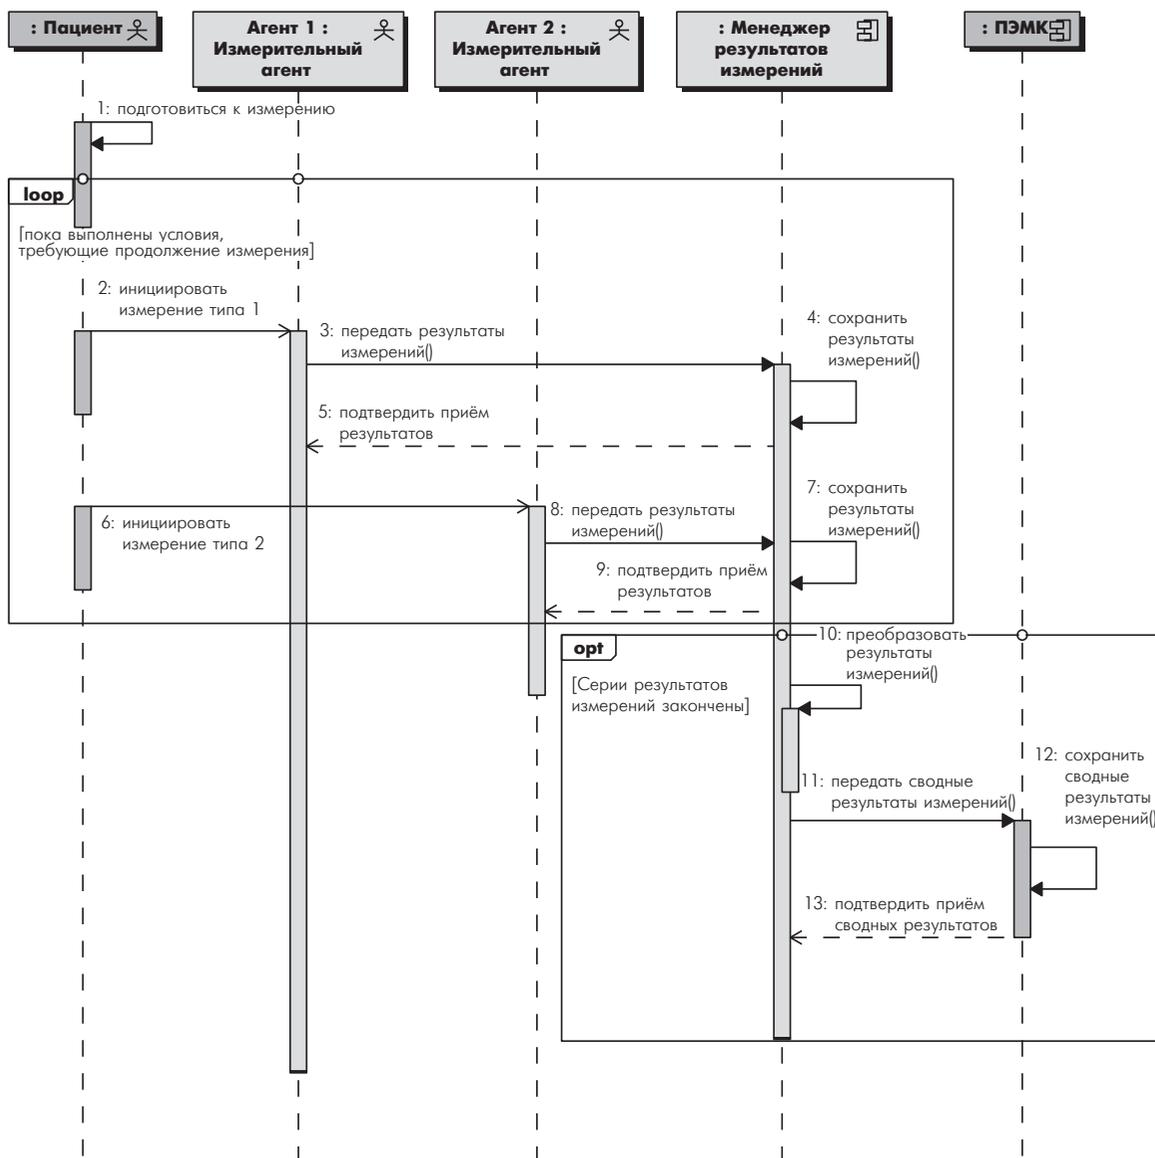 : Пациент
Агент 1 :
Измерительный
агент
Агент 2 :
Измерительный
агент
: Менеджер
результатов
измерений
: ПЭМК
1: подготовиться к измерению
loop
[пока выполнены условия,
требующие продолжение измерения]
2: инициировать
измерение типа 1
3: передать результаты
измерений()
4: сохранить
результаты
измерений()
5: подтвердить приём
результатов
6: инициировать
измерение типа 2
7: сохранить
результаты
измерений()
8: передать результаты
измерений()
9: подтвердить приём
результатов
opt
[Серии результатов
измерений закончены]
10: преобразовать
результаты
измерений()
11: передать сводные
результаты измерений()
12: сохранить
сводные
результаты
измерений()
13: подтвердить приём
сводных результатов